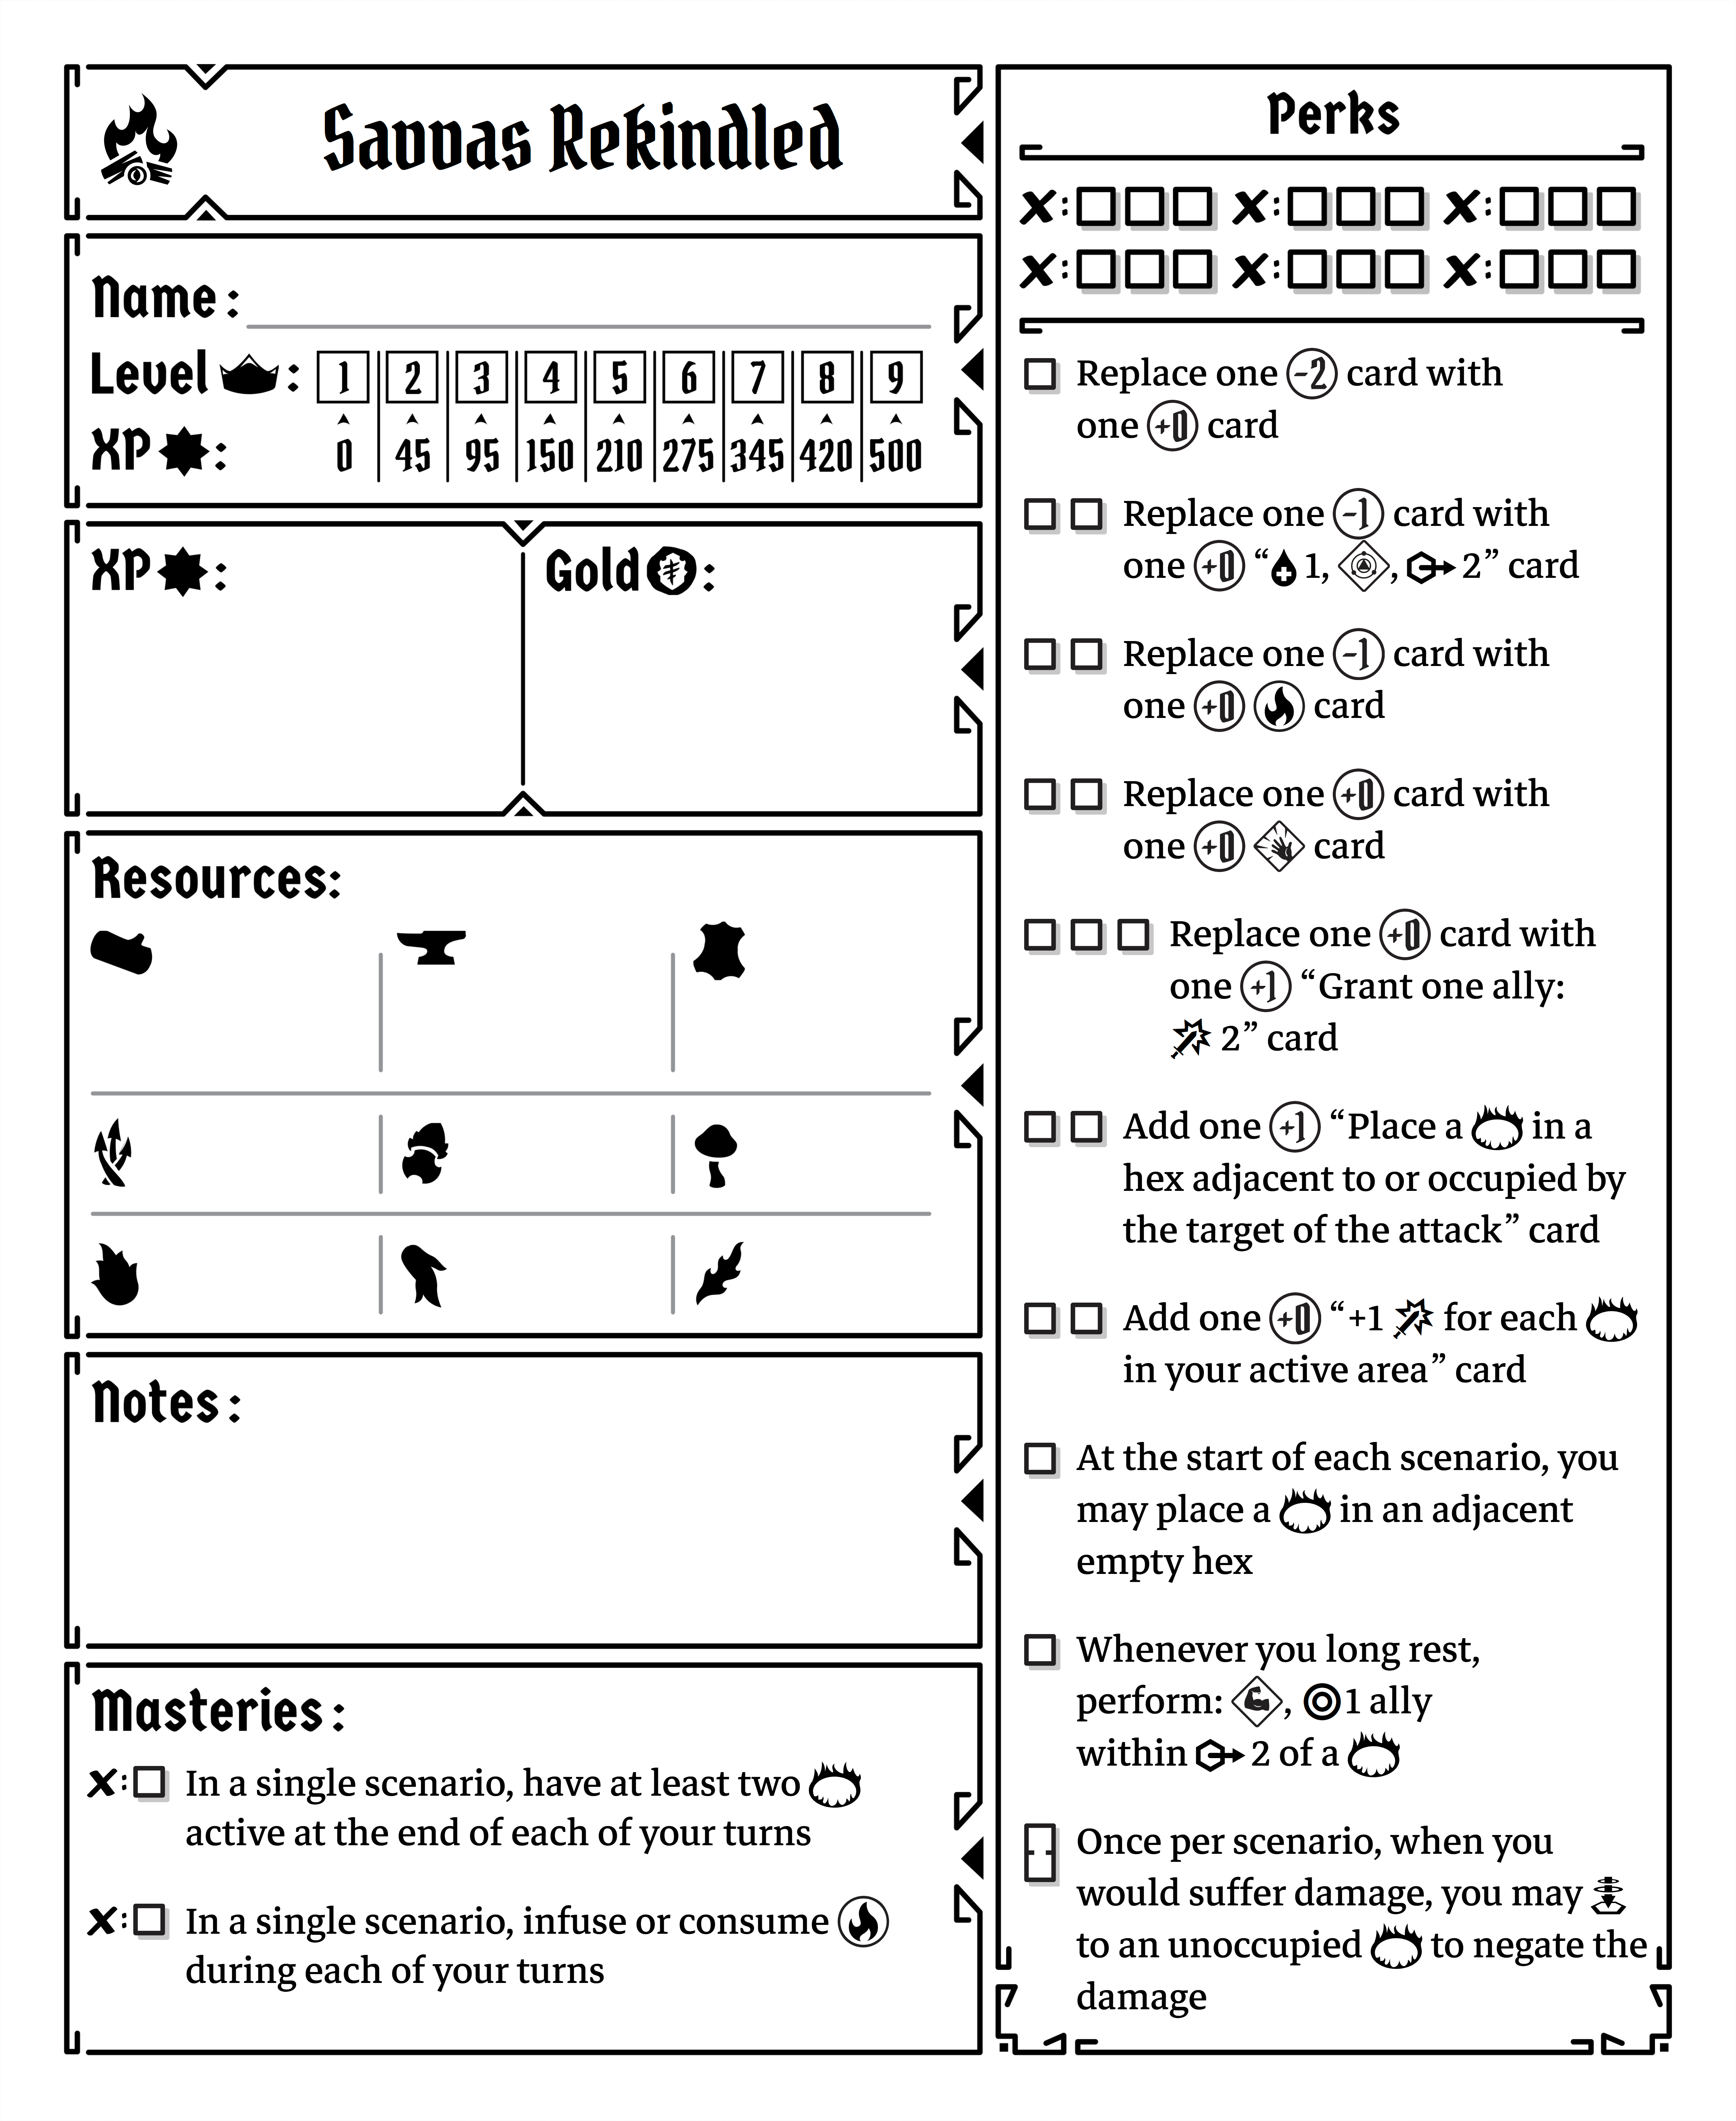 Savvas Rekindled
Name:
Level : 1 2 3 4 5 6 7 8 9
XP : 0 45 95 150 210 275 345 420 500
XP :
Gold :
Resources:
Notes:
Masteries:
In a single scenario, have at least two
active at the end of each of your turns
In a single scenario, infuse or consume
during each of your turns
Perks
Replace one -2 card with
one +0 card
Replace one -1 card with
one +0 “ 1, , 2” card
Replace one -1 card with
one +0 card
Replace one +0 card with
one +0 card
Replace one +0 card with
one +1 “Grant one ally:
2” card
Add one +1 “Place a in a
hex adjacent to or occupied by
the target of the attack” card
Add one +0 “+1 for each
in your active area” card
At the start of each scenario, you
may place a in an adjacent
empty hex
Whenever you long rest,
perform: , 1 ally
within 2 of a
Once per scenario, when you
would suffer damage, you may
to an unoccupied to negate the
damage